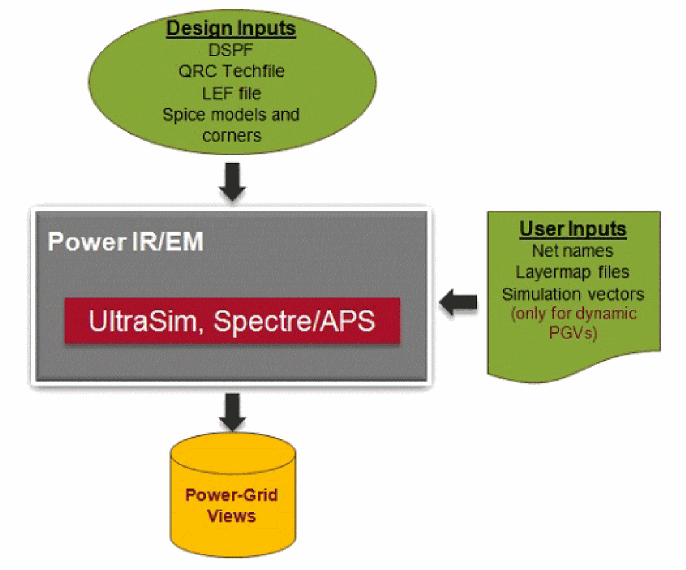 Design Inputs
DSPF
QRC Techfile
LEF file
Spice models and
corners
Power IR/EM
UltraSim, Spectre/APS
User Inputs
Net names
Layermap files
Simulation vectors
(only for dynamic
PGVs)
Power-Grid
Views